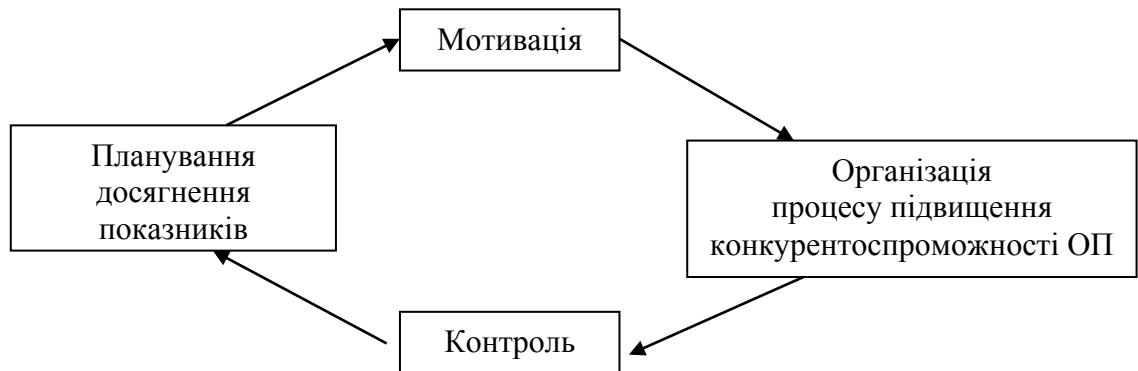 Мотивація
Планування
досягнення
показників
Організація
процесу підвищення
конкурентоспроможності ОП
Контроль